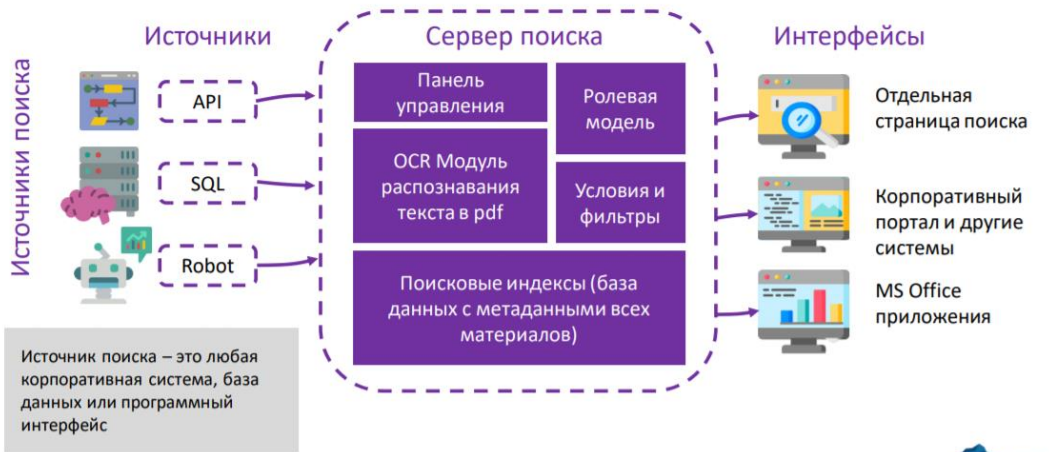 Источники
Сервер поиска
Интерфейсы
Источники поиска
API
SQL
Robot
Панель
управления
Ролевая
модель
OCR Модуль
распознавания
текста в pdf
Условия и
фильтры
Поисковые индексы (база
данных с метаданными всех
материалов)
Отдельная
страница поиска
Корпоративный
портал и другие
системы
MS Office
приложения
Источник поиска – это любая
корпоративная система, база
данных или программный
интерфейс